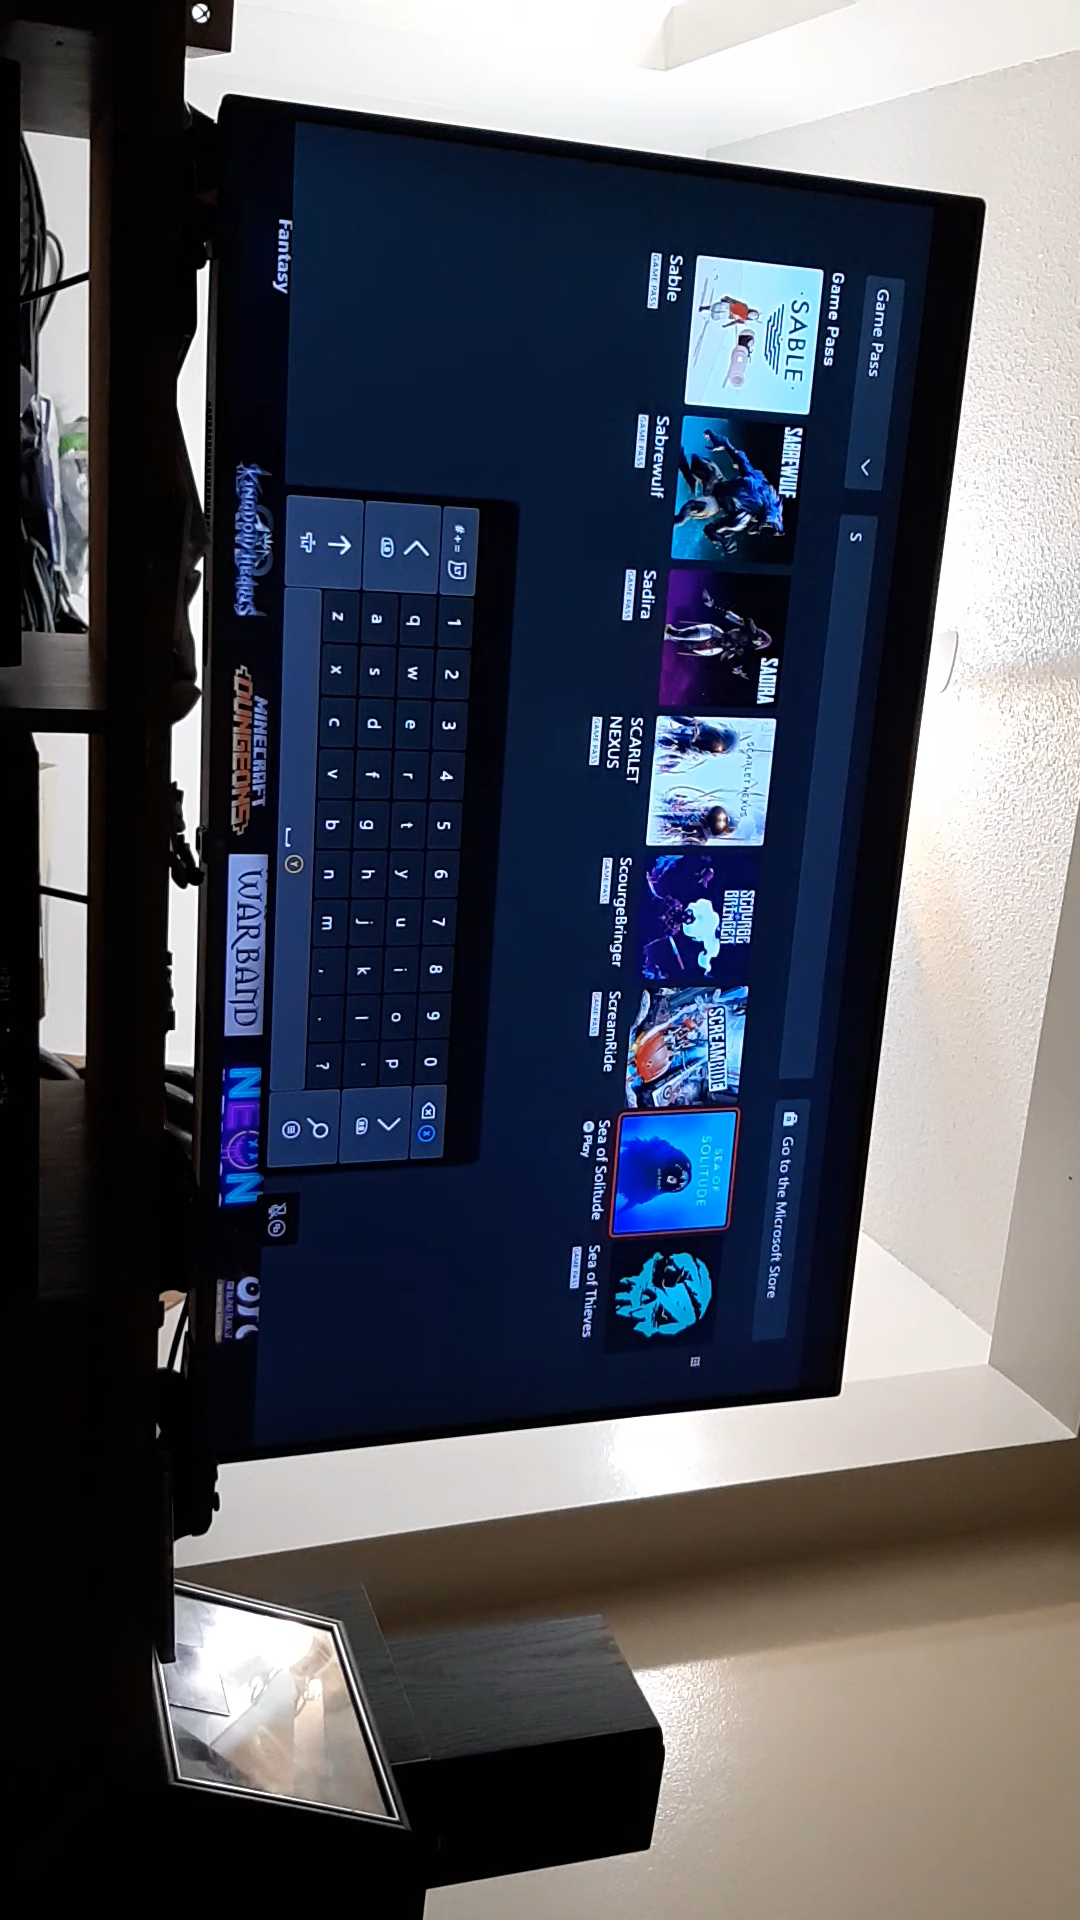 Game Pass
S
Go to the Microsoft Store
Game Pass
SABLE
SABREWULF
SADIRA
SCARLET NEXUS
SCOURGE
BRINGER
SCREAMRIDE
SEA OF
SOLITUDE
Sable
GAME PASS
Sabrewulf
GAME PASS
Sadira
GAME PASS
SCARLET
NEXUS
GAME PASS
ScourgeBringer
GAME PASS
ScreamRide
GAME PASS
Sea of Solitude
Play
Sea of Thieves
GAME PASS
#+= LT 1 2 3 4 5 6 7 8 9 0 X
LB q w e r t y u i o p RB
a s d f g h j k l '
z x c v b n m , . ?
Y
Fantasy
KINGDOM HEARTS
MINECRAFT
DUNGEONS
WARBAND
NEON